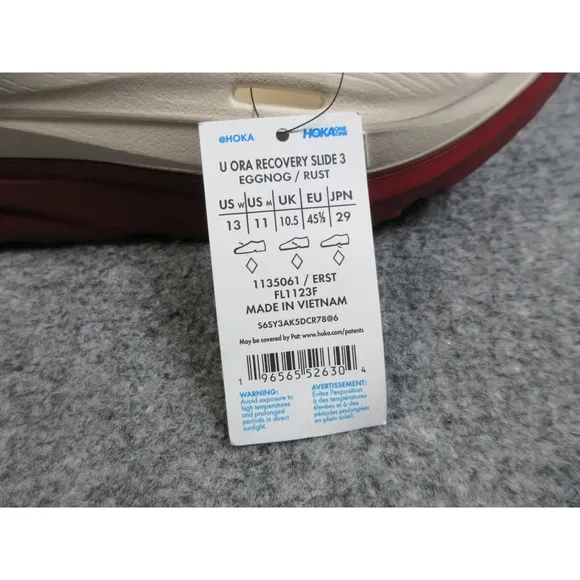 @HOKA HOKA ONE ONE
U ORA RECOVERY SLIDE 3
EGGNOG / RUST
US W US M UK EU JPN
13 11 10.5 45⅓ 29
1135061 / ERST
FL1123F
MADE IN VIETNAM
S6SY3AK5DCR78@6
May be covered by Pat: www.hoka.com/patents
1 96565 52630 4
WARNING:
Avoid exposure to
high temperatures
and prolonged
periods in direct
sunlight.
AVERTISSEMENT:
Évitez l'exposition
à des températures
élevées et à des
périodes prolongées
en plein soleil.